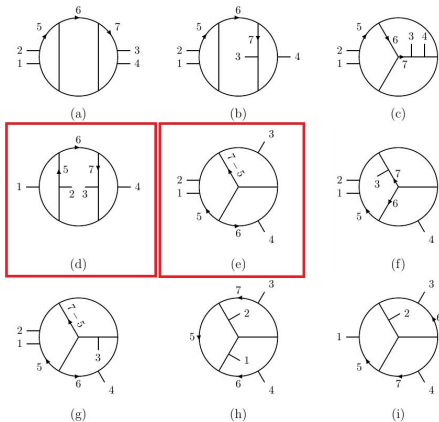 6 6
5 7 5 5
7 6 3 4
2 3 2 3 4 2
1 4 1 1 7
(a) (b) (c)
6 3 3
5 7 7 − 5 7
1 2 3 4 2 1 2 1 3
5 6 4 5 6 4
(d) (e) (f)
7 3 3
7 − 5 2 2 6
2 1 3 5 1 1
5 6 4 6 4 5 7 4
(g) (h) (i)